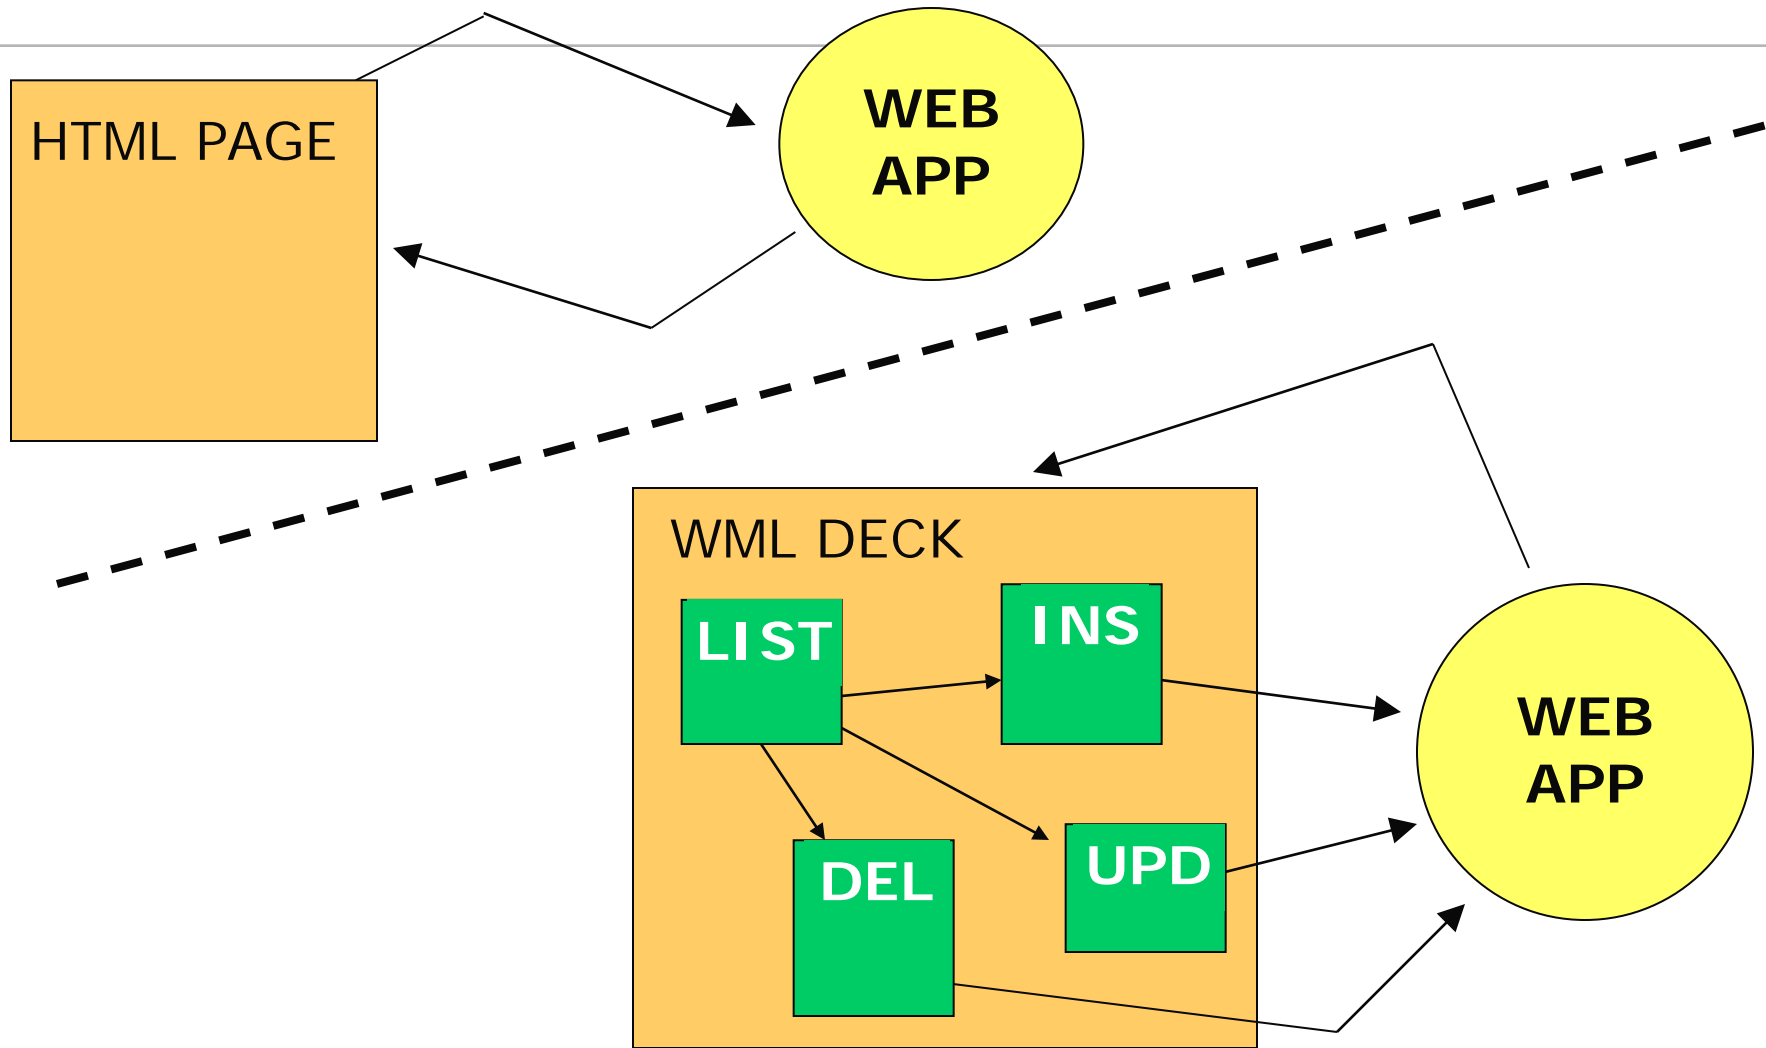 HTML PAGE
WEB
APP
WML DECK
LIST
INS
DEL
UPD
WEB
APP